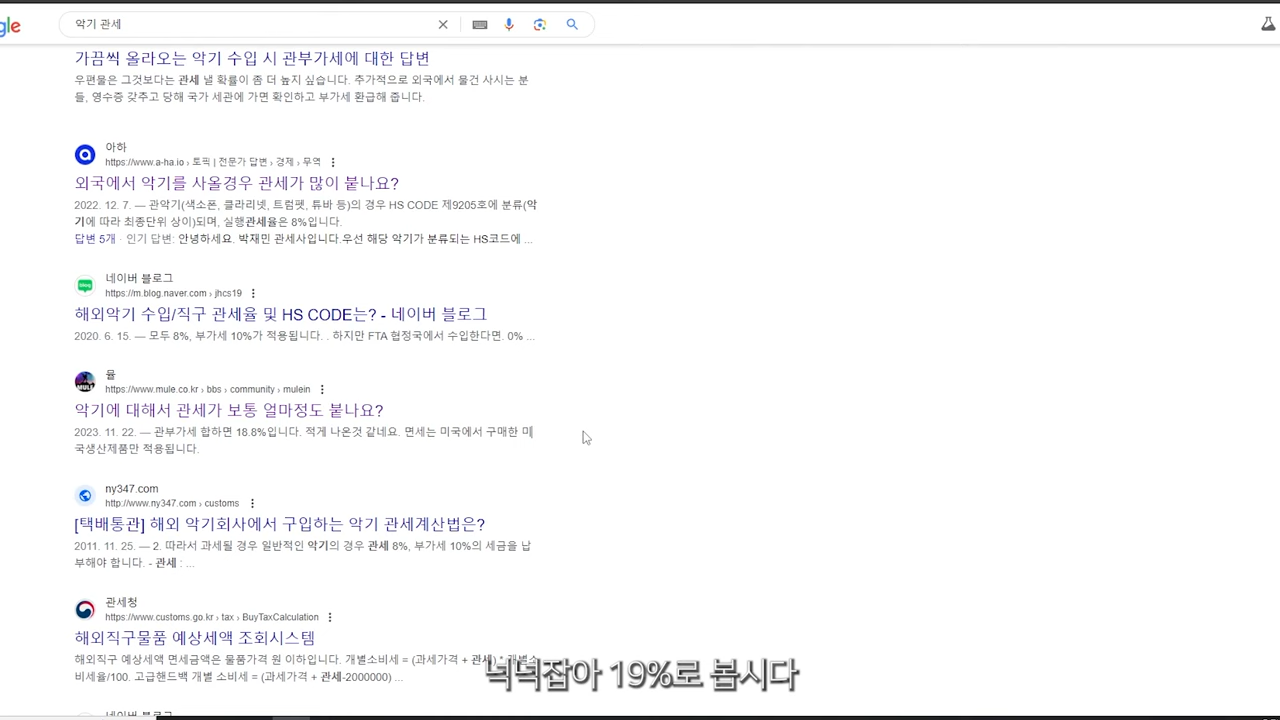 gle
악기 관세
가끔씩 올라오는 악기 수입 시 관부가세에 대한 답변
우편물은 그것보다는 관세 낼 확률이 좀 더 높지 싶습니다. 추가적으로 외국에서 물건 사시는 분
들, 영수증 갖추고 당해 국가 세관에 가면 확인하고 부가세 환급해 줍니다.
아하
https://www.a-ha.io › 토픽 | 전문가 답변 › 경제 › 무역
외국에서 악기를 사올경우 관세가 많이 붙나요?
2022. 12. 7. — 관악기(색소폰, 클라리넷, 트럼펫, 튜바 등)의 경우 HS CODE 제9205호에 분류(악
기에 따라 최종단위 상이)되며, 실행관세율은 8%입니다.
답변 5개 · 인기 답변: 안녕하세요. 박재민 관세사입니다.우선 해당 악기가 분류되는 HS코드에 ...
네이버 블로그
https://m.blog.naver.com › jhcs19
해외악기 수입/직구 관세율 및 HS CODE는? - 네이버 블로그
2020. 6. 15. — 모두 8%, 부가세 10%가 적용됩니다. . 하지만 FTA 협정국에서 수입한다면. 0% ...
뮬
MULE
https://www.mule.co.kr › bbs › community › mulein
악기에 대해서 관세가 보통 얼마정도 붙나요?
2023. 11. 22. — 관부가세 합하면 18.8%입니다. 적게 나온것 같네요. 면세는 미국에서 구매한 미
국생산제품만 적용됩니다.
ny347.com
http://www.ny347.com › customs
[택배통관] 해외 악기회사에서 구입하는 악기 관세계산법은?
2011. 11. 25. — 2. 따라서 과세될 경우 일반적인 악기의 경우 관세 8%, 부가세 10%의 세금을 납
부해야 합니다. - 관세 : ...
관세청
https://www.customs.go.kr › tax › BuyTaxCalculation
해외직구물품 예상세액 조회시스템
해외직구 예상세액 면세금액은 물품가격 원 이하입니다. 개별소비세 = (과세가격 + 관세) * 개별소
비세율/100. 고급핸드백 개별 소비세 = (과세가격 + 관세-2000000) ...
넉넉잡아 19%로 봅시다
네이버 블로그